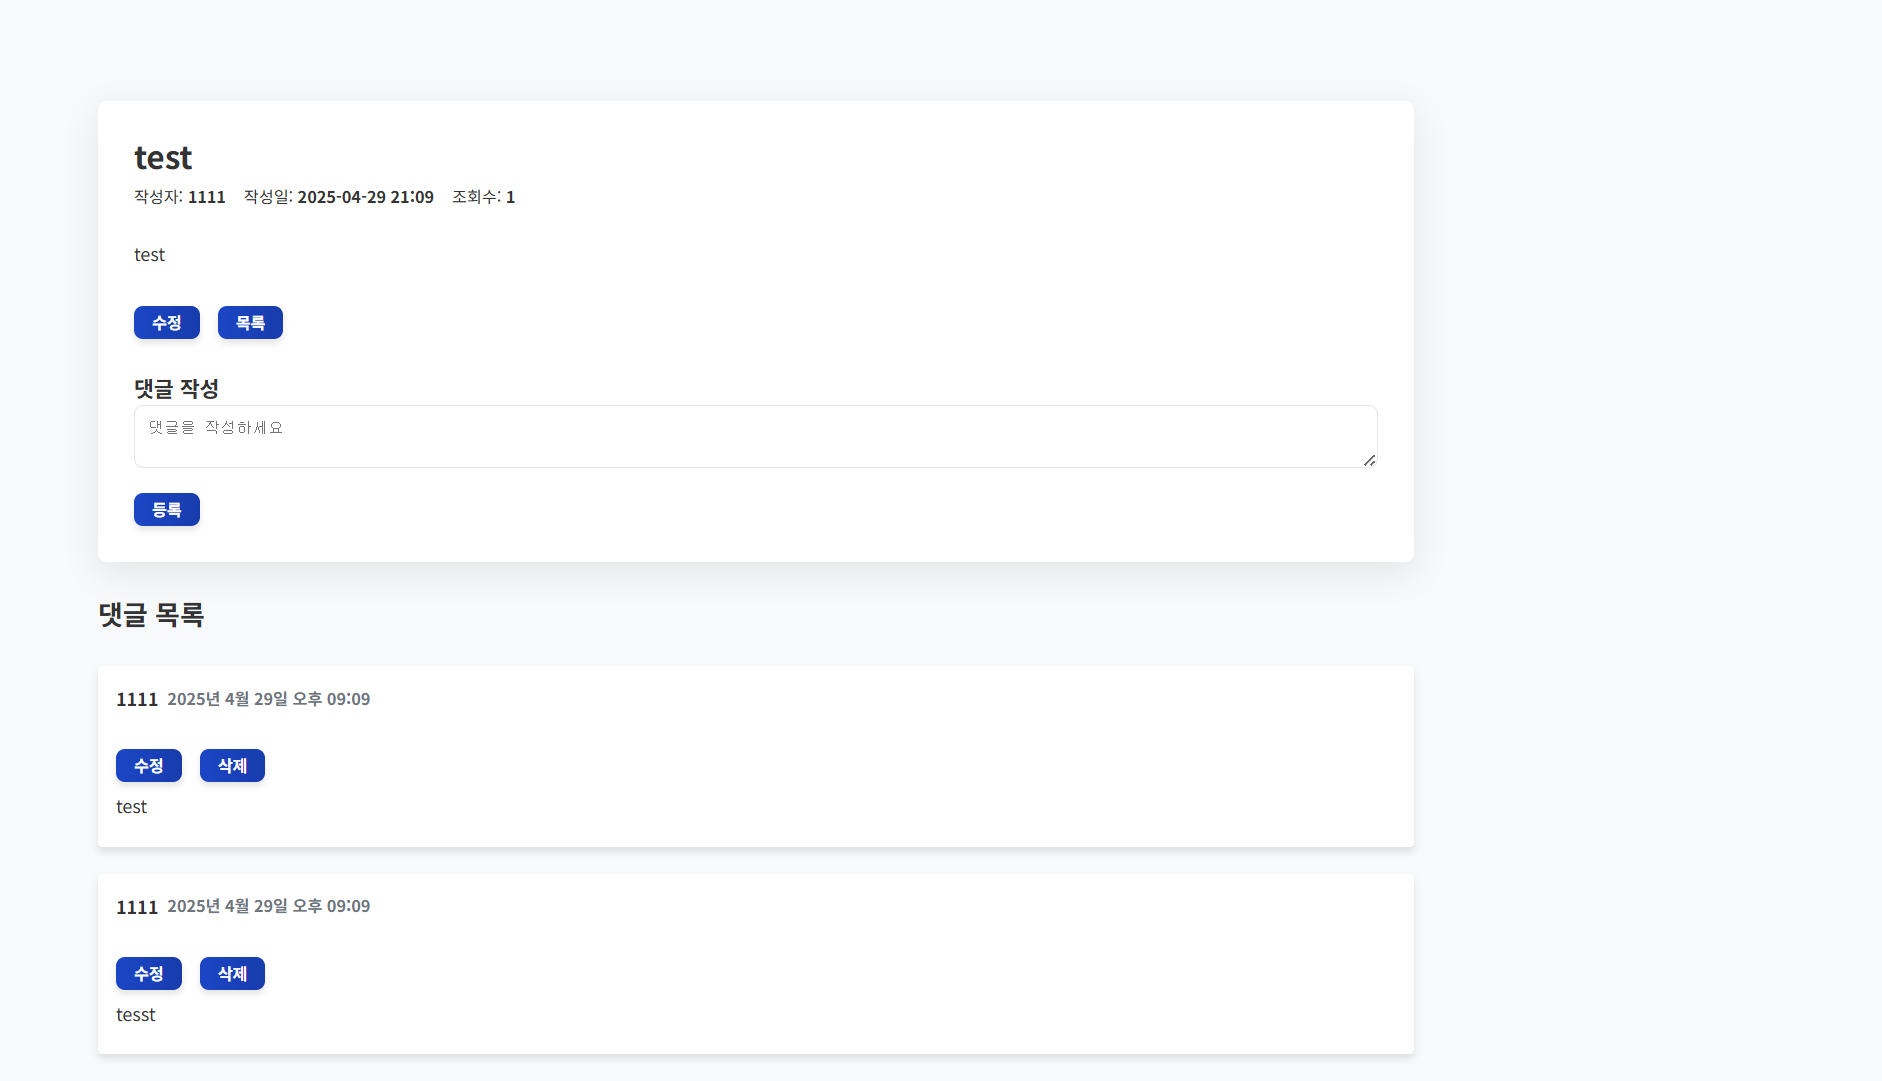 test
작성자: 1111 작성일: 2025-04-29 21:09 조회수: 1
test
수정 목록
댓글 작성
댓글을 작성하세요
등록
댓글 목록
1111 2025년 4월 29일 오후 09:09
수정 삭제
test
1111 2025년 4월 29일 오후 09:09
수정 삭제
tesst